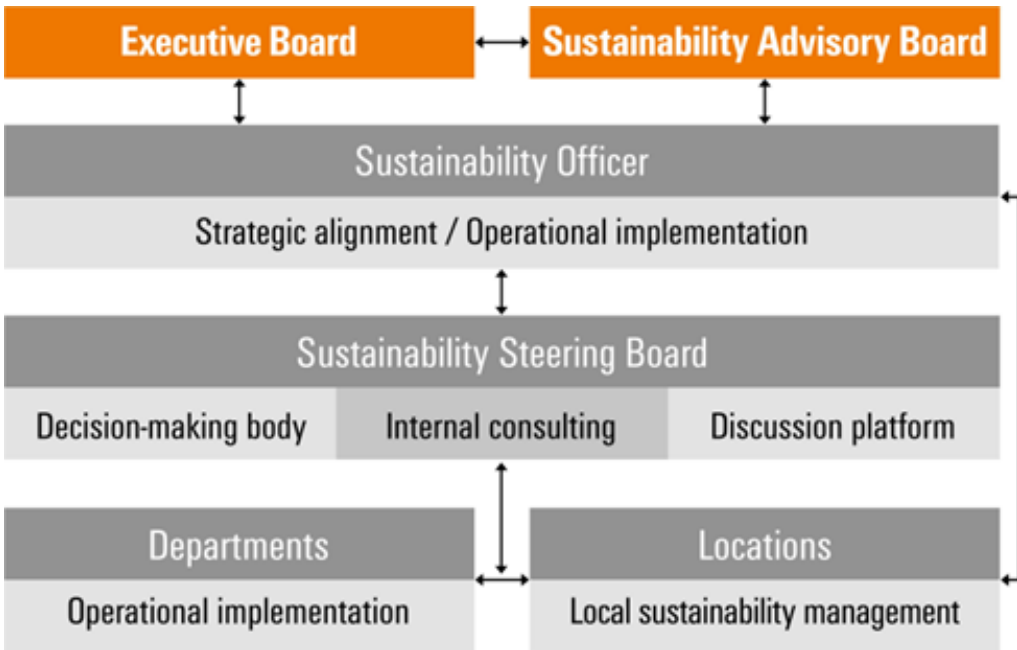 Executive Board
Sustainability Advisory Board
Sustainability Officer
Strategic alignment / Operational implementation
Sustainability Steering Board
Decision-making body
Internal consulting
Discussion platform
Departments
Locations
Operational implementation
Local sustainability management